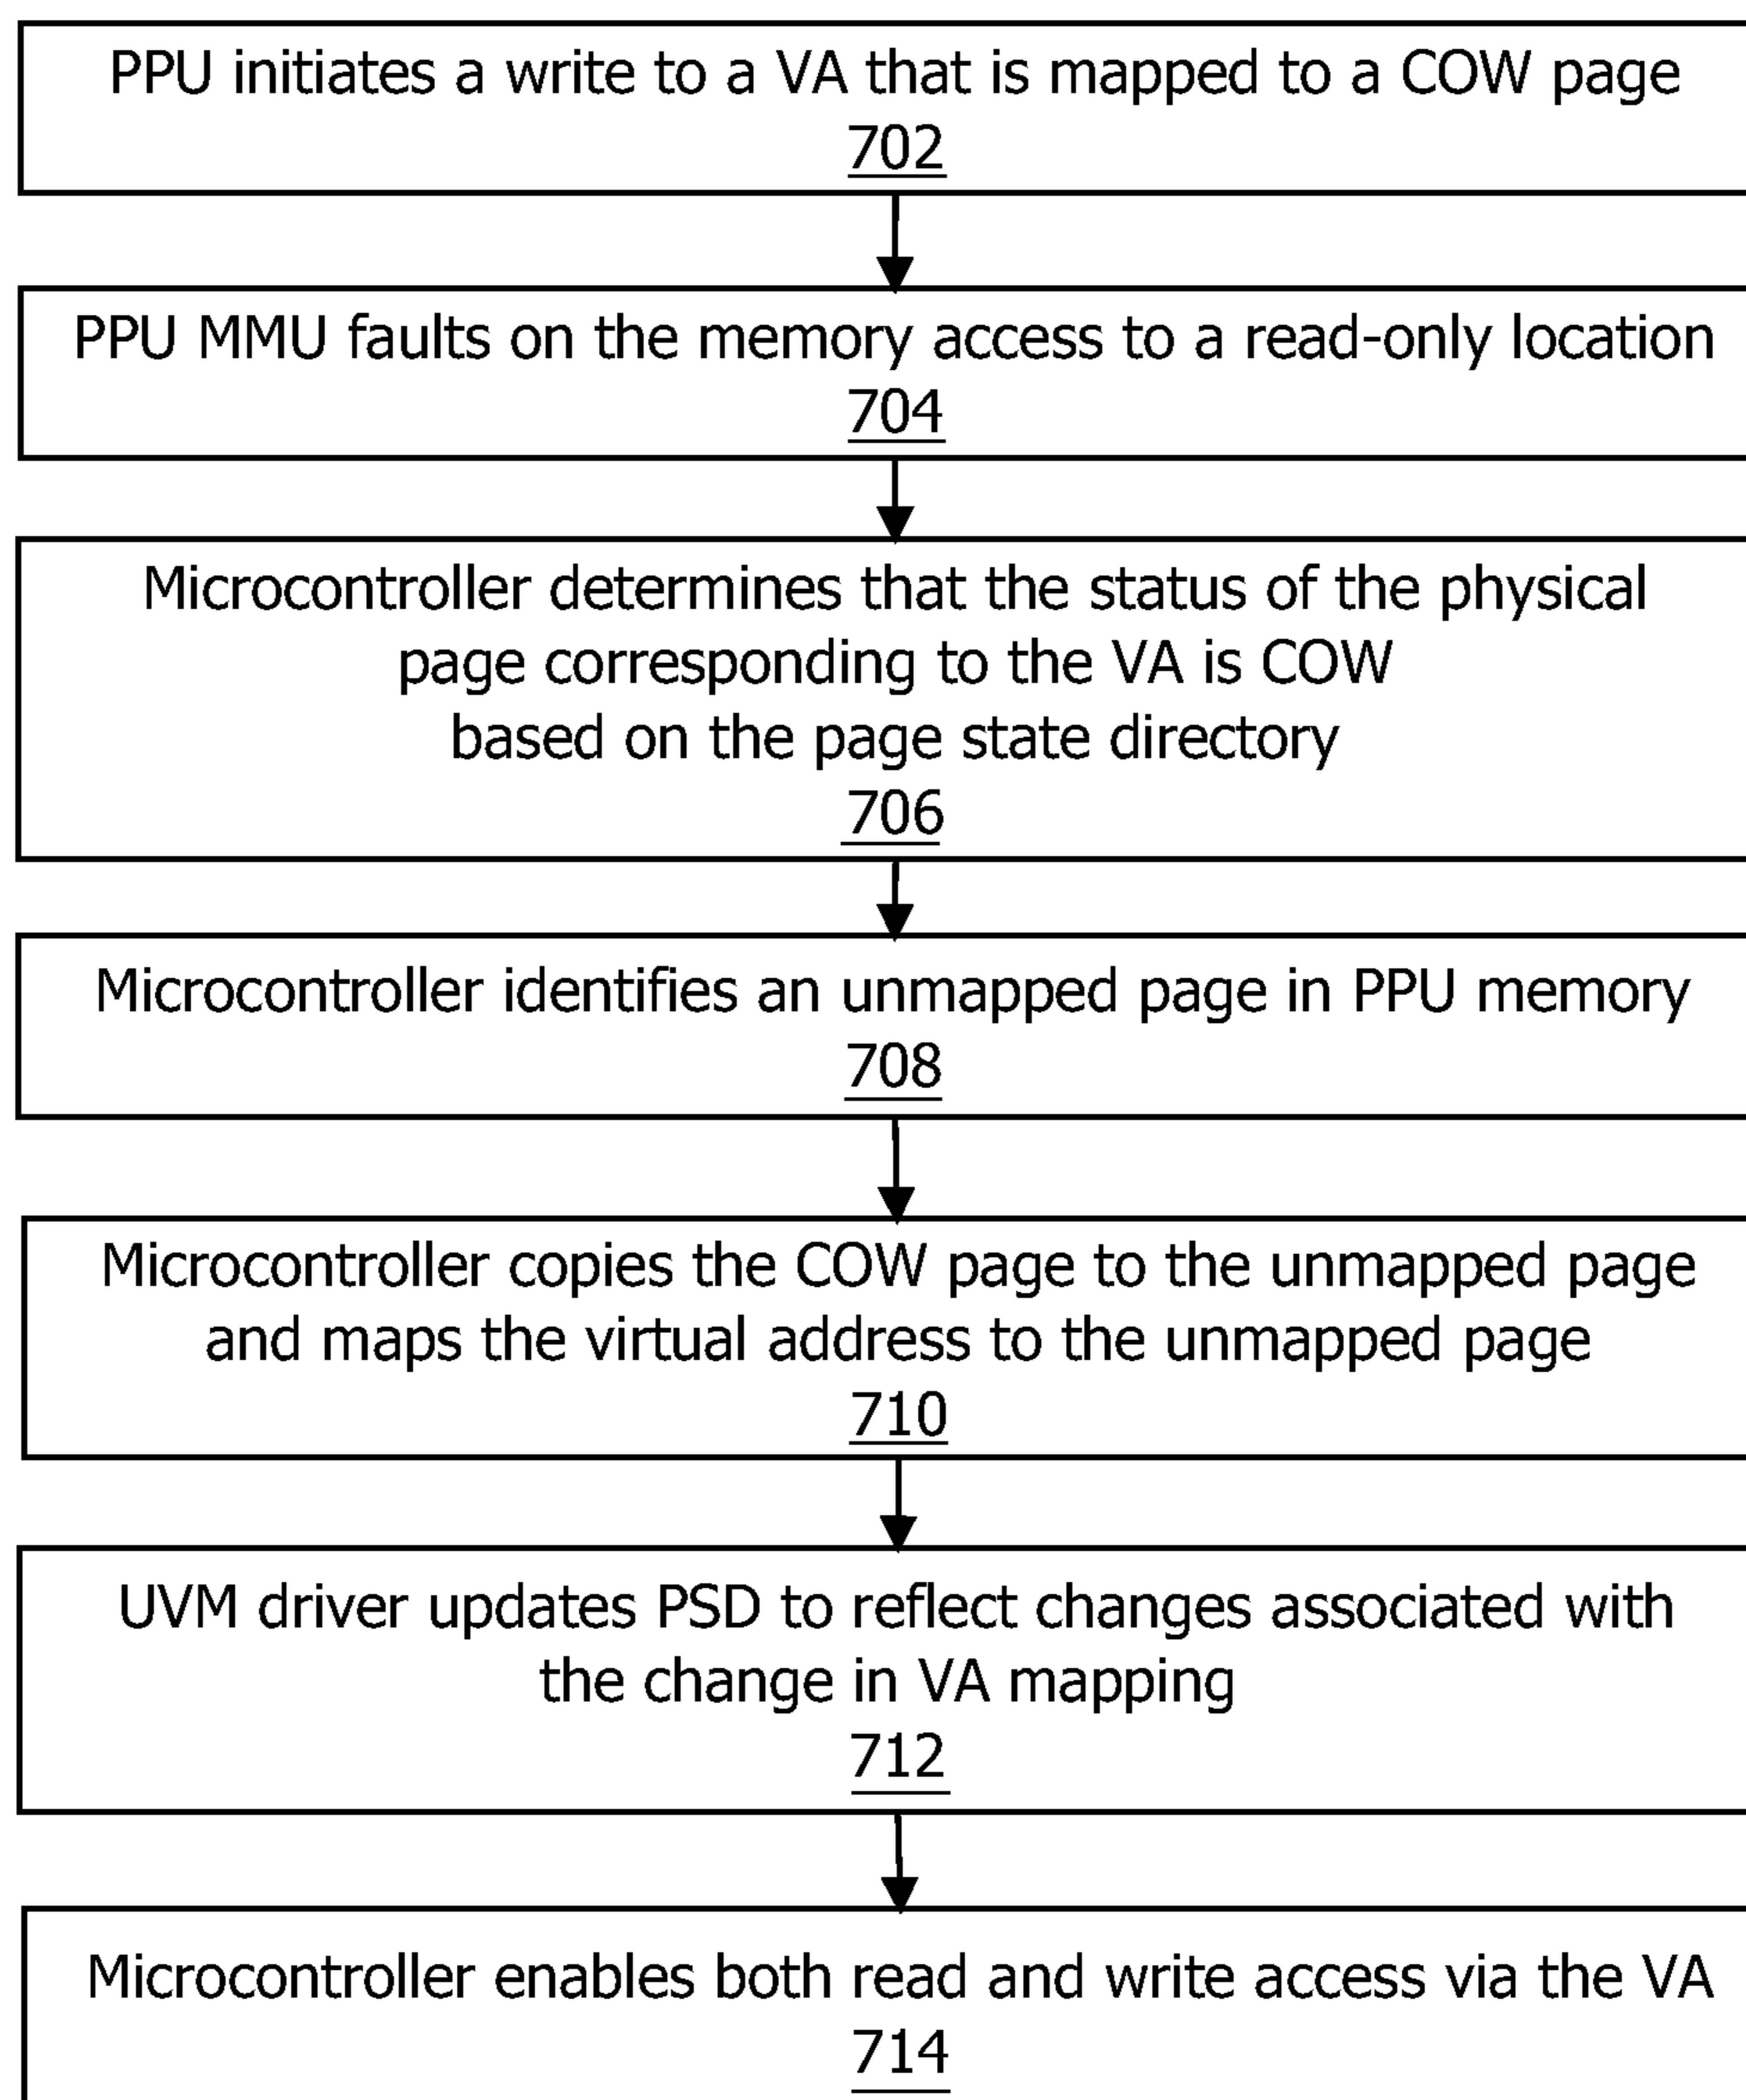 PPU initiates a write to a VA that is mapped to a COW page
702
PPU MMU faults on the memory access to a read-only location
704
Microcontroller determines that the status of the physical
page corresponding to the VA is COW
based on the page state directory
706
Microcontroller identifies an unmapped page in PPU memory
708
Microcontroller copies the COW page to the unmapped page
and maps the virtual address to the unmapped page
710
UVM driver updates PSD to reflect changes associated with
the change in VA mapping
712
Microcontroller enables both read and write access via the VA
714